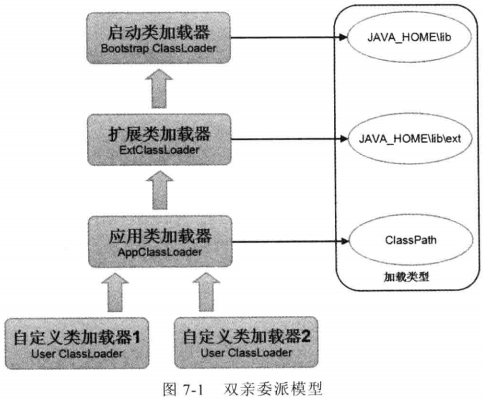 启动类加载器
Bootstrap ClassLoader
JAVA_HOME\lib
扩展类加载器
ExtClassLoader
JAVA_HOME\lib\ext
应用类加载器
AppClassLoader
ClassPath
加载类型
自定义类加载器1
User ClassLoader
自定义类加载器2
User ClassLoader
图 7-1 双亲委派模型